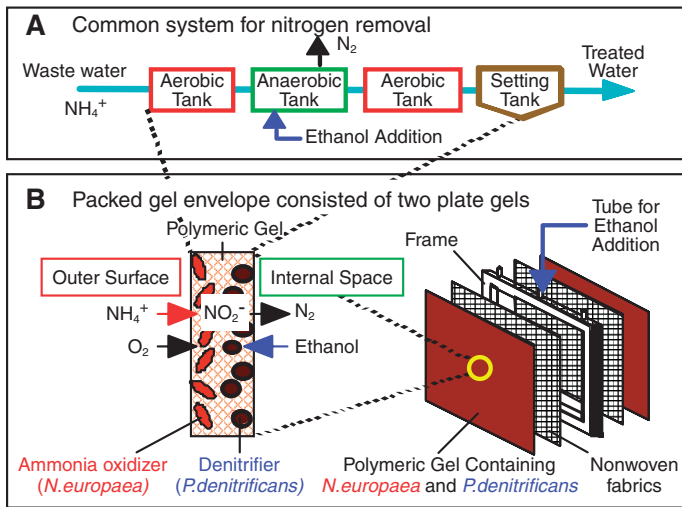 A Common system for nitrogen removal
N₂
Treated
Water
Waste water
NH₄⁺
Aerobic
Tank
Anaerobic
Tank
Aerobic
Tank
Setting
Tank
Ethanol Addition
B Packed gel envelope consisted of two plate gels
Polymeric Gel
Tube for
Ethanol
Addition
Frame
Outer Surface
Internal Space
NH₄⁺
NO₂⁻
N₂
O₂
Ethanol
Ammonia oxidizer
(N.europaea)
Denitrifier
(P.denitrificans)
Polymeric Gel Containing
N.europaea and P.denitrificans
Nonwoven
fabrics